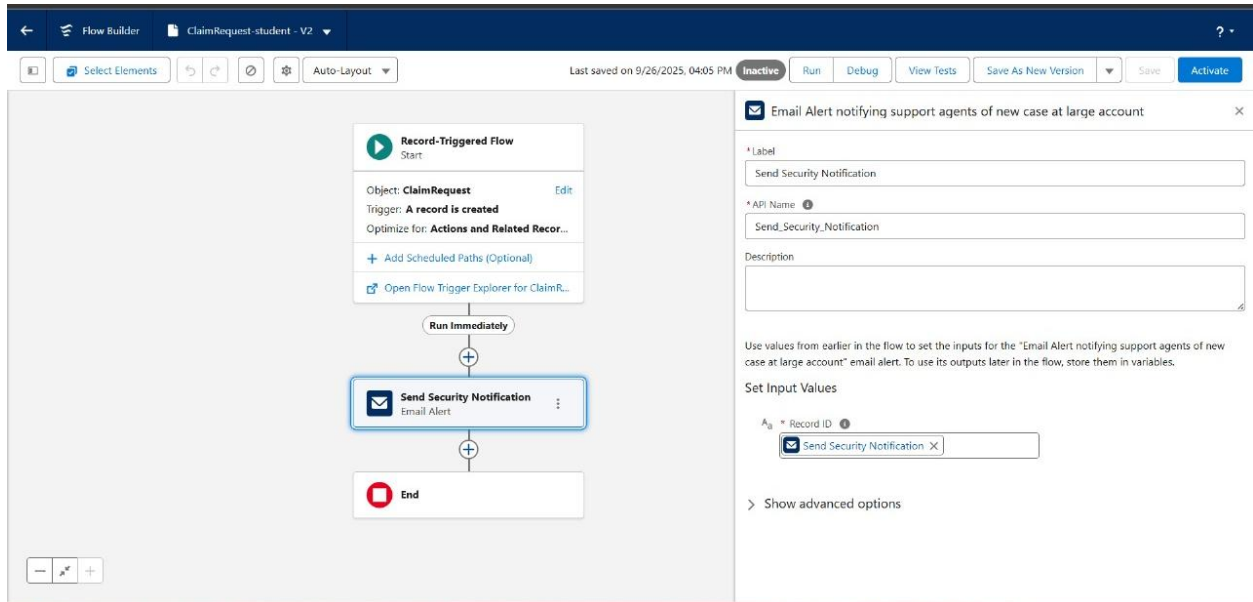 Flow Builder
ClaimRequest-student - V2
?
Select Elements
Auto-Layout
Last saved on 9/26/2025, 04:05 PM
Inactive
Run
Debug
View Tests
Save As New Version
Save
Activate
Record-Triggered Flow
Start
Object: ClaimRequest
Edit
Trigger: A record is created
Optimize for: Actions and Related Recor...
+ Add Scheduled Paths (Optional)
Open Flow Trigger Explorer for ClaimR...
Run Immediately
Send Security Notification
Email Alert
End
Email Alert notifying support agents of new case at large account
* Label
Send Security Notification
* API Name
Send_Security_Notification
Description
Use values from earlier in the flow to set the inputs for the "Email Alert notifying support agents of new
case at large account" email alert. To use its outputs later in the flow, store them in variables.
Set Input Values
Aa * Record ID
Send Security Notification
Show advanced options